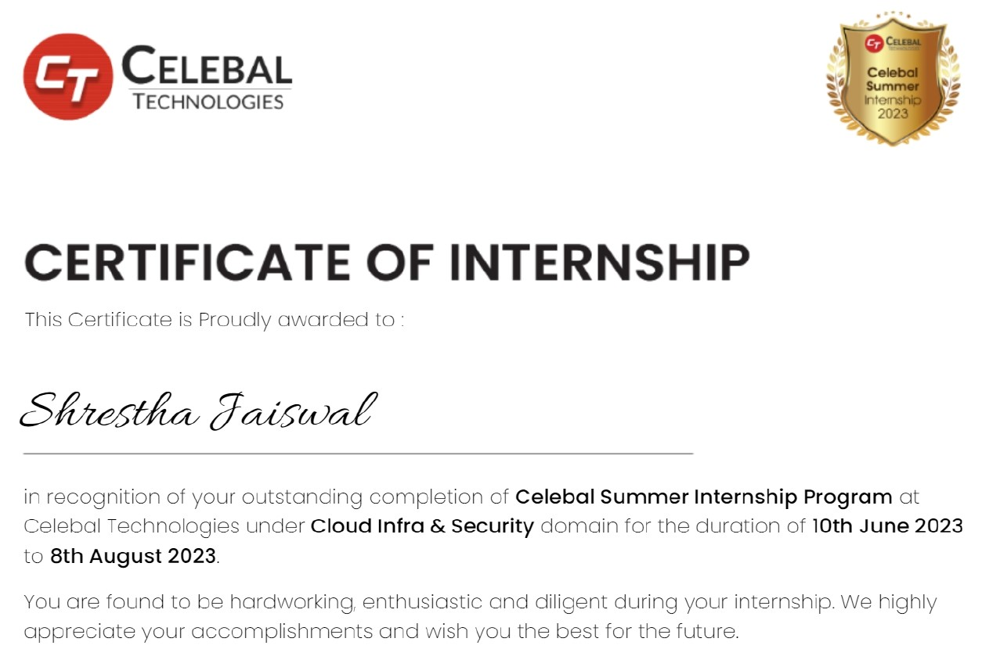 CT CELEBAL
TECHNOLOGIES
CT CELEBAL
Celebal
Summer
Internship
2023
CERTIFICATE OF INTERNSHIP
This Certificate is Proudly awarded to :
Shrestha Jaiswal
in recognition of your outstanding completion of Celebal Summer Internship Program at
Celebal Technologies under Cloud Infra & Security domain for the duration of 10th June 2023
to 8th August 2023.
You are found to be hardworking, enthusiastic and diligent during your internship. We highly
appreciate your accomplishments and wish you the best for the future.